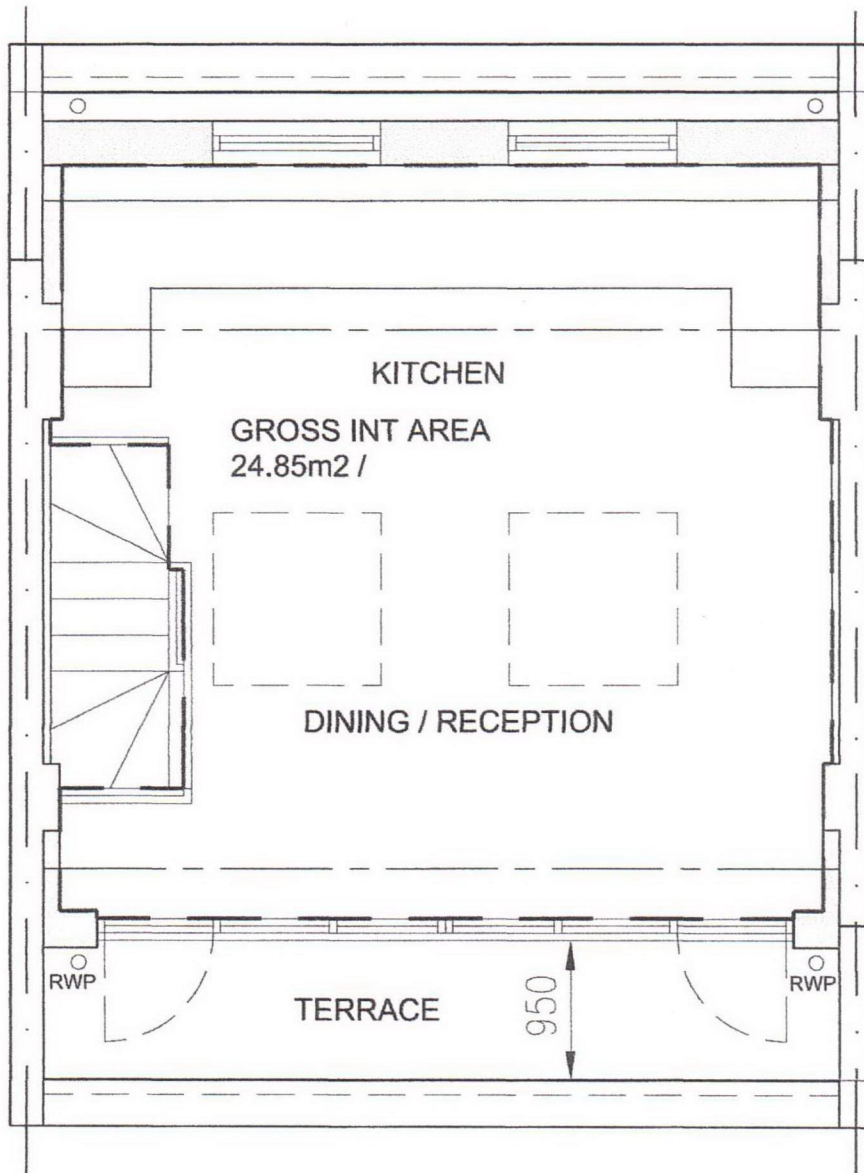 KITCHEN
GROSS INT AREA
24.85m2 /
DINING / RECEPTION
RWP
RWP
TERRACE
950